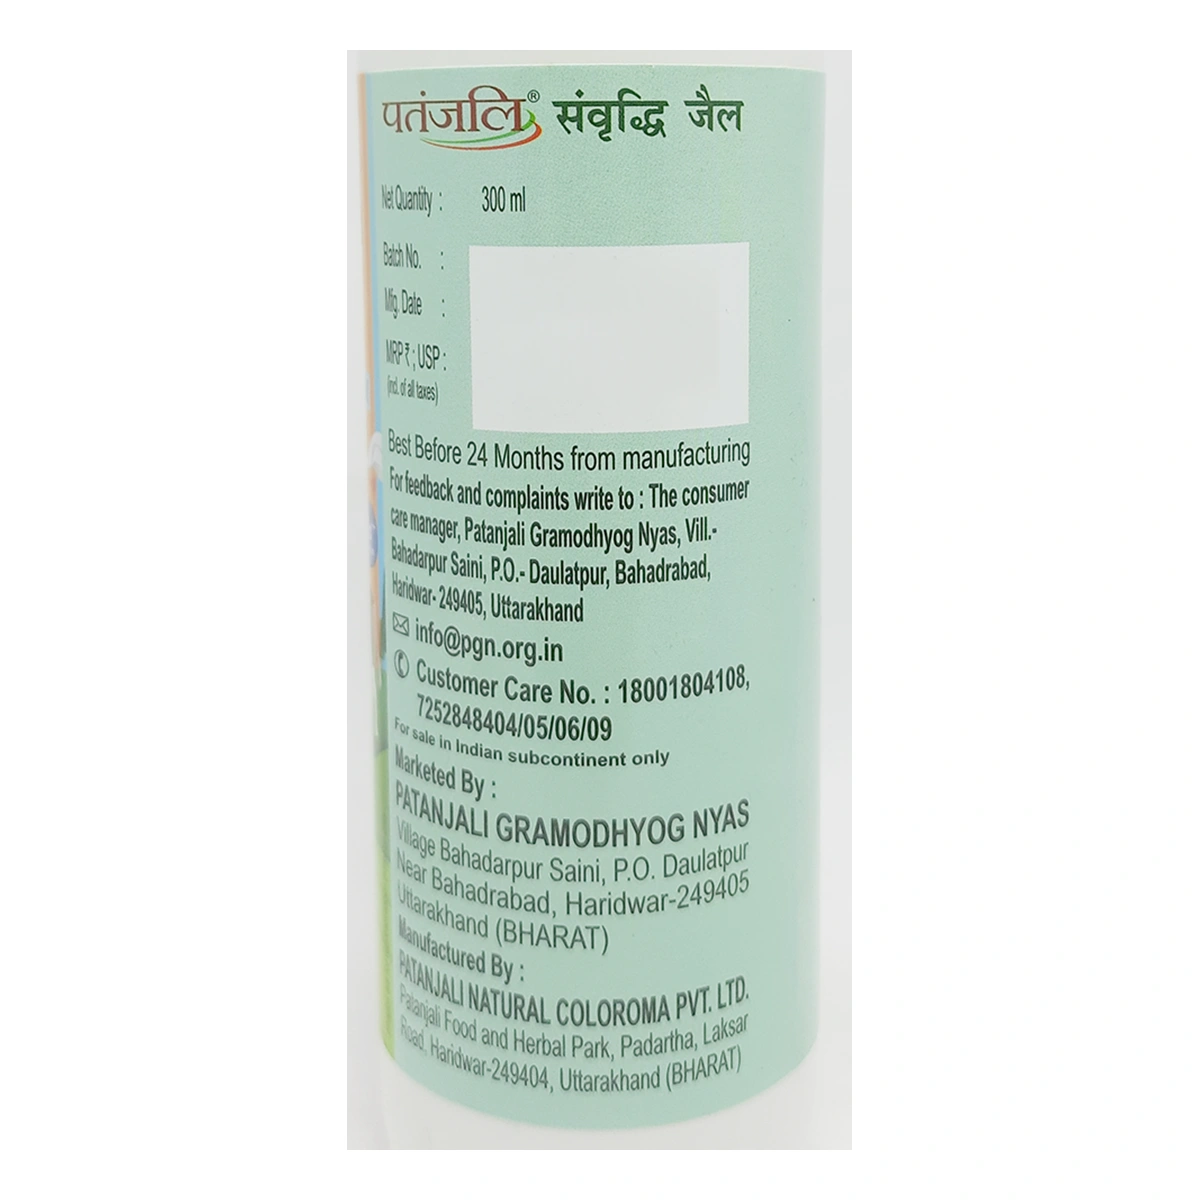 पतंजलि® संवृद्धि जैल
Net Quantity : 300 ml
Batch No. :
Mfg. Date :
MRP ₹ ; USP :
(incl. of all taxes)
Best Before 24 Months from manufacturing
For feedback and complaints write to : The consumer
care manager, Patanjali Gramodhyog Nyas, Vill.-
Bahadarpur Saini, P.O.- Daulatpur, Bahadrabad,
Haridwar- 249405, Uttarakhand
info@pgn.org.in
Customer Care No. : 18001804108,
7252848404/05/06/09
For sale in Indian subcontinent only
Marketed By :
PATANJALI GRAMODHYOG NYAS
Village Bahadarpur Saini, P.O. Daulatpur
Near Bahadrabad, Haridwar-249405
Uttarakhand (BHARAT)
Manufactured By :
PATANJALI NATURAL COLOROMA PVT. LTD.
Patanjali Food and Herbal Park, Padartha, Laksar
Road, Haridwar-249404, Uttarakhand (BHARAT)